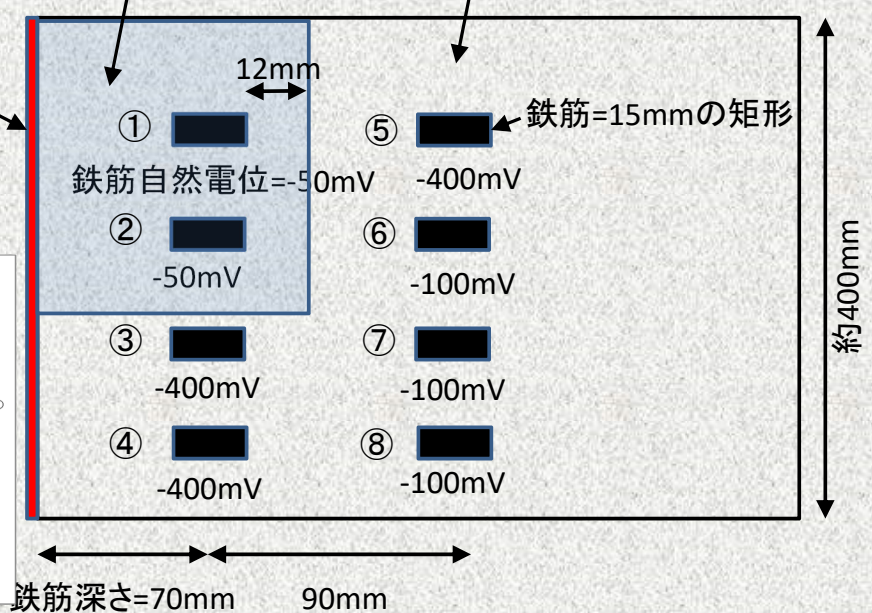 12mm
①
⑤
鉄筋=15mmの矩形
鉄筋自然電位=-50mV
-400mV
②
⑥
-50mV
-100mV
③
⑦
-400mV
-100mV
④
⑧
-400mV
-100mV
約400mm
鉄筋深さ=70mm
90mm